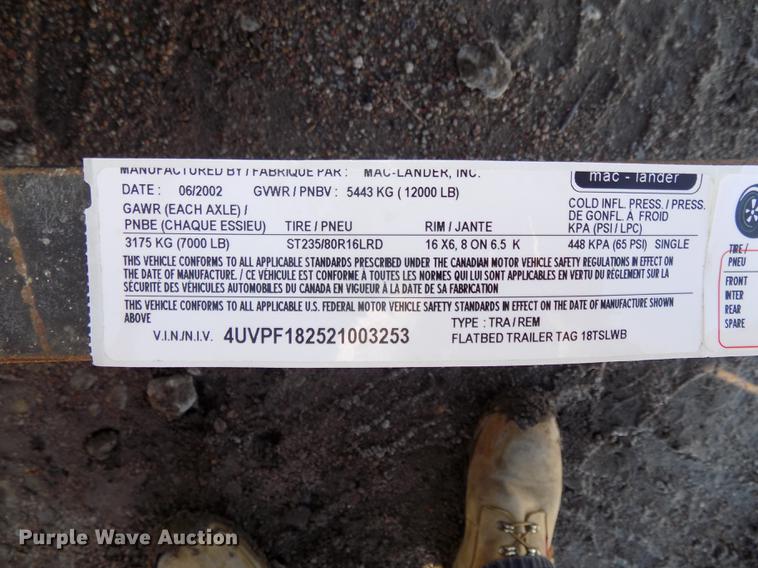 MANUFACTURED BY / FABRIQUE PAR : MAC-LANDER, INC.
mac - lander
DATE : 06/2002 GVWR / PNBV : 5443 KG ( 12000 LB)
GAWR (EACH AXLE) /
PNBE (CHAQUE ESSIEU) TIRE / PNEU RIM / JANTE
COLD INFL. PRESS. / PRESS.
DE GONFL. À FROID
KPA (PSI / LPC)
3175 KG (7000 LB) ST235/80R16LRD 16 X6, 8 ON 6.5 K 448 KPA (65 PSI) SINGLE
THIS VEHICLE CONFORMS TO ALL APPLICABLE STANDARDS PRESCRIBED UNDER THE CANADIAN MOTOR VEHICLE SAFETY REGULATIONS IN EFFECT ON
THE DATE OF MANUFACTURE. / CE VÉHICULE EST CONFORME À TOUTES LES NORMES QUI LUI SONT APPLICABLES EN VERTU DU RÉGLEMENT SUR LA
SÉCURITÉ DES VÉHICULES AUTOMOBILES DU CANADA EN VIGUEUR À LA DATE DE SA FABRICATION
THIS VEHICLE CONFORMS TO ALL APPLICABLE U.S. FEDERAL MOTOR VEHICLE SAFETY STANDARDS IN EFFECT ON THE DATE OF MANUFACTURE SHOWN
ABOVE
V.I.N./N.I.V. 4UVPF182521003253
TYPE : TRA / REM
FLATBED TRAILER TAG 18TSLWB
TIRE /
PNEU
FRONT
INTER
REAR
SPARE
Purple Wave Auction